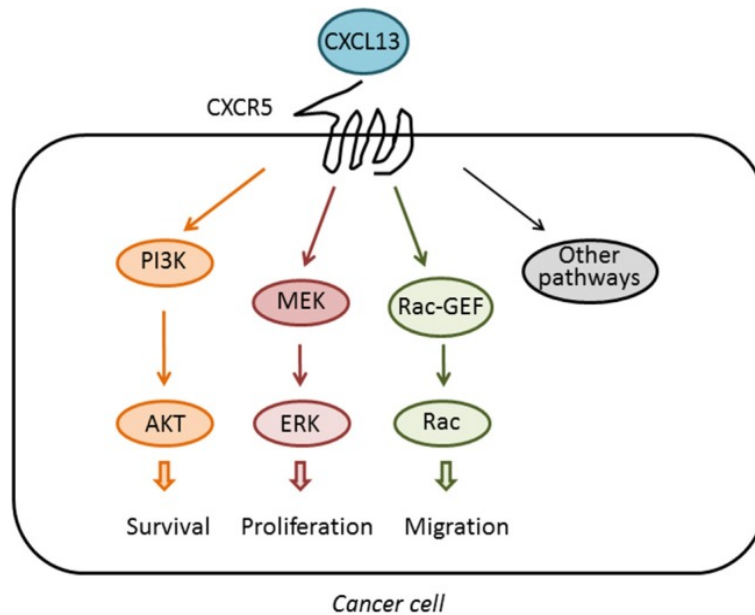 CXCL13
CXCR5
PI3K
MEK
Rac-GEF
Other
pathways
AKT
ERK
Rac
Survival
Proliferation
Migration
Cancer cell